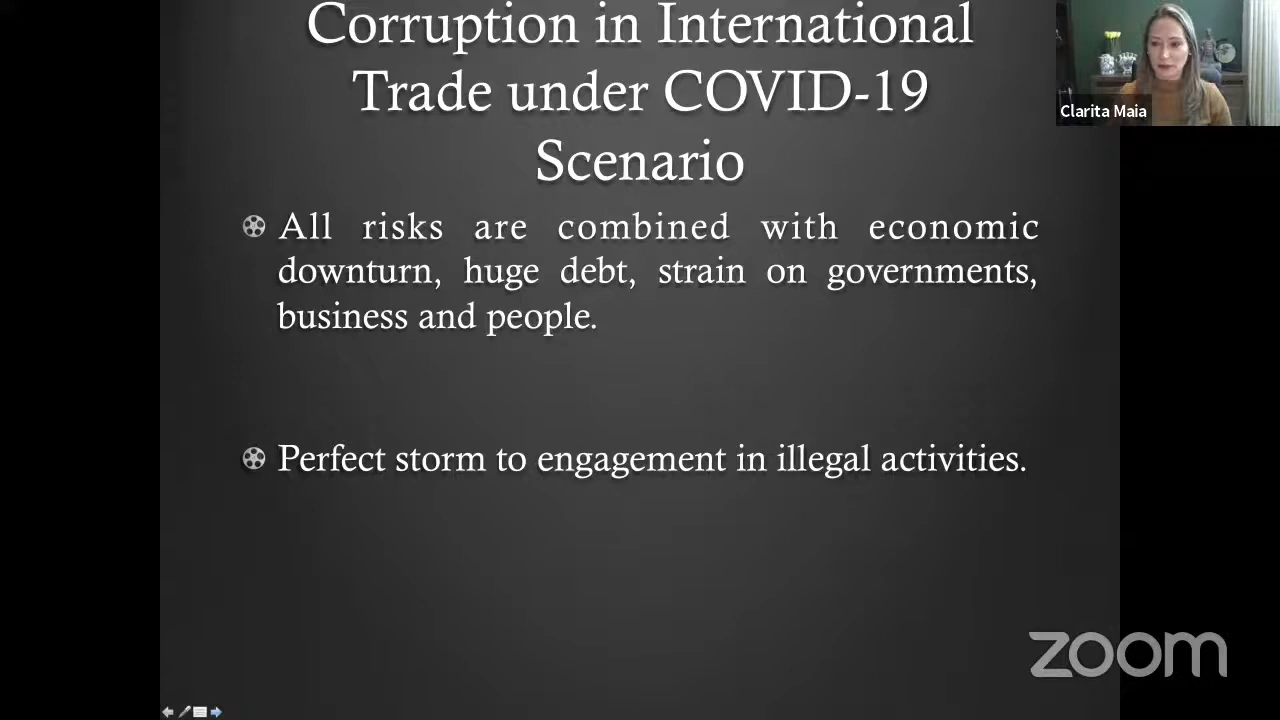 Corruption in International
Trade under COVID-19
Scenario
Clarita Maia
All risks are combined with economic
downturn, huge debt, strain on governments,
business and people.
Perfect storm to engagement in illegal activities.
zoom